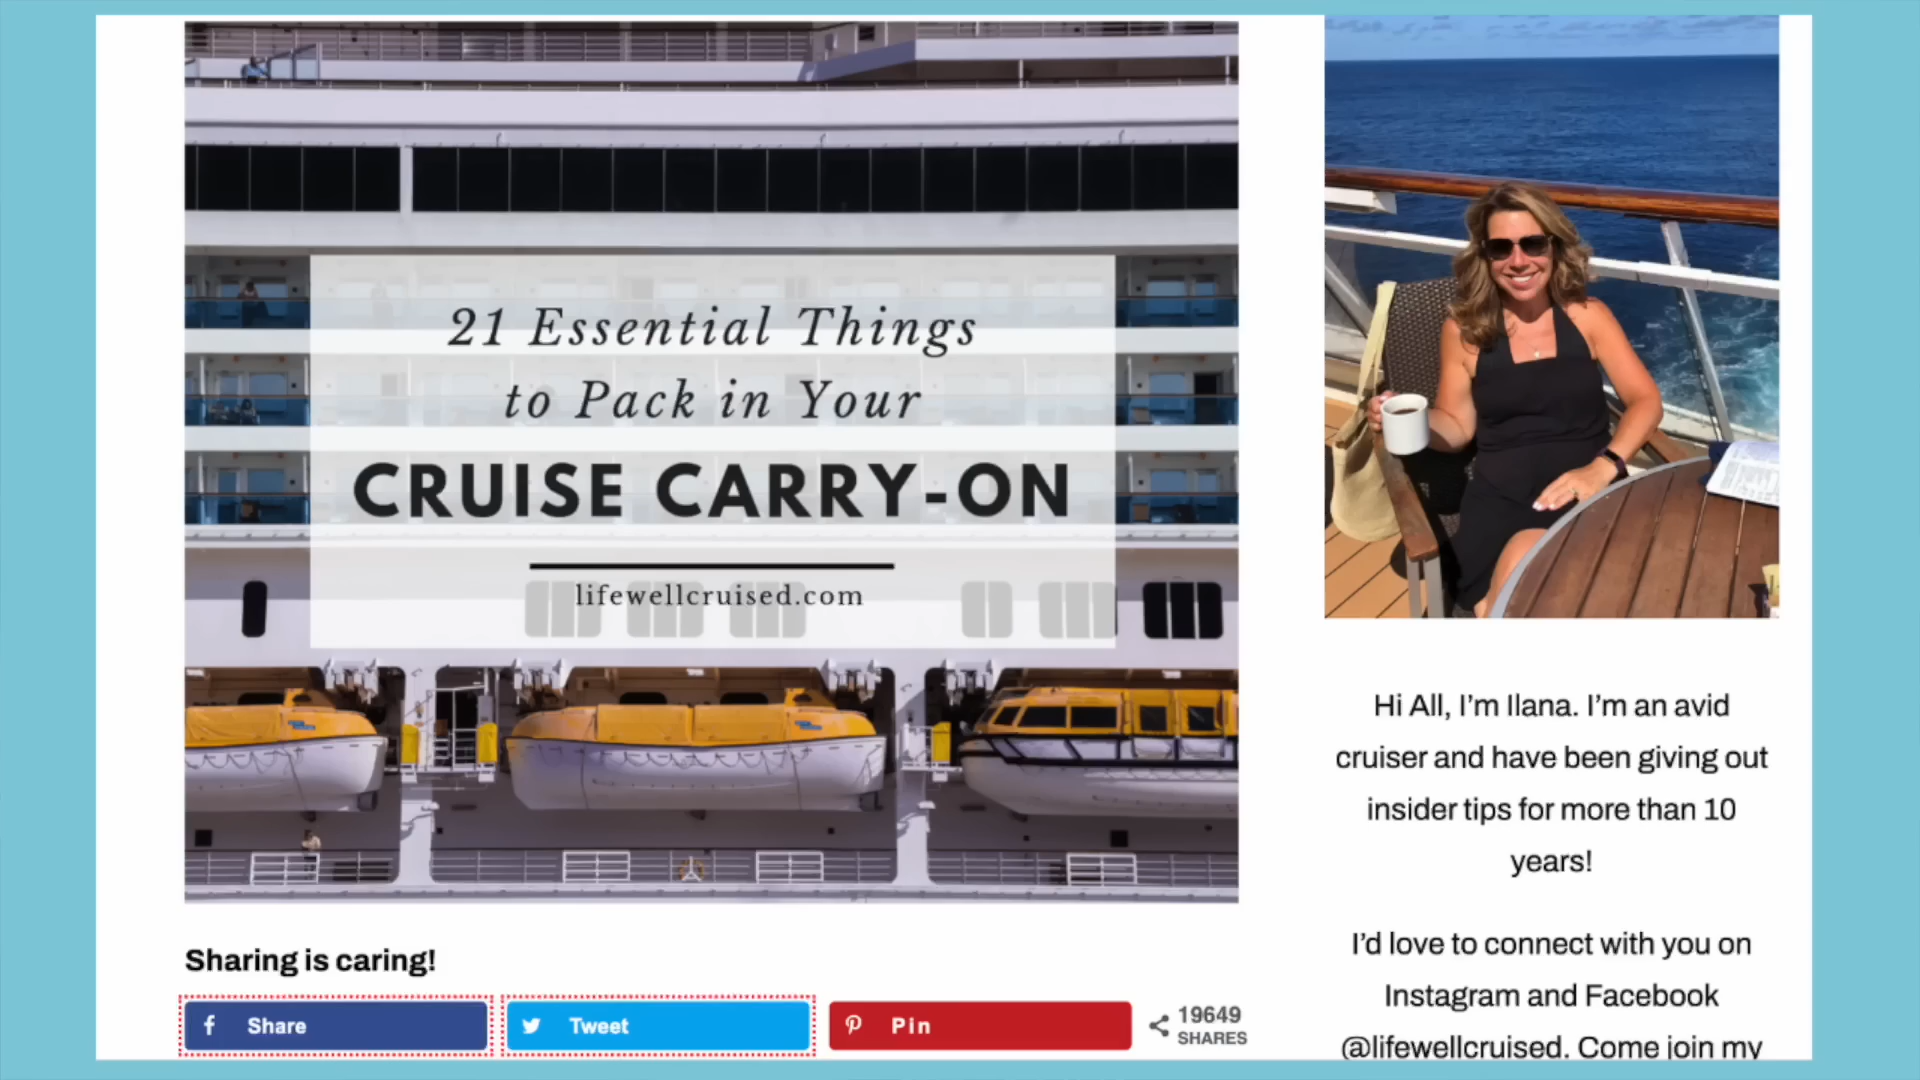 21 Essential Things
to Pack in Your
CRUISE CARRY-ON
lifewellcruised.com
Sharing is caring!
Share
Tweet
Pin
19649
SHARES
Hi All, I’m Ilana. I’m an avid
cruiser and have been giving out
insider tips for more than 10
years!
I’d love to connect with you on
Instagram and Facebook
@lifewellcruised. Come join my